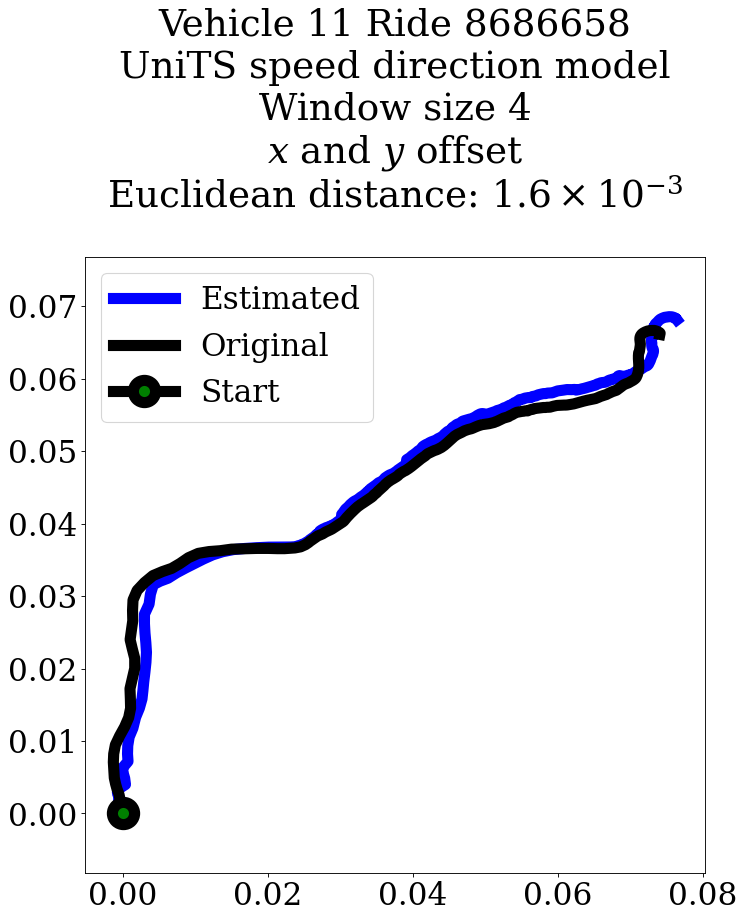 Vehicle 11 Ride 8686658
UniTS speed direction model
Window size 4
x and y offset
Euclidean distance: 1.6 × 10⁻³
Estimated
Original
Start
0.07
0.06
0.05
0.04
0.03
0.02
0.01
0.00
0.00 0.02 0.04 0.06 0.08